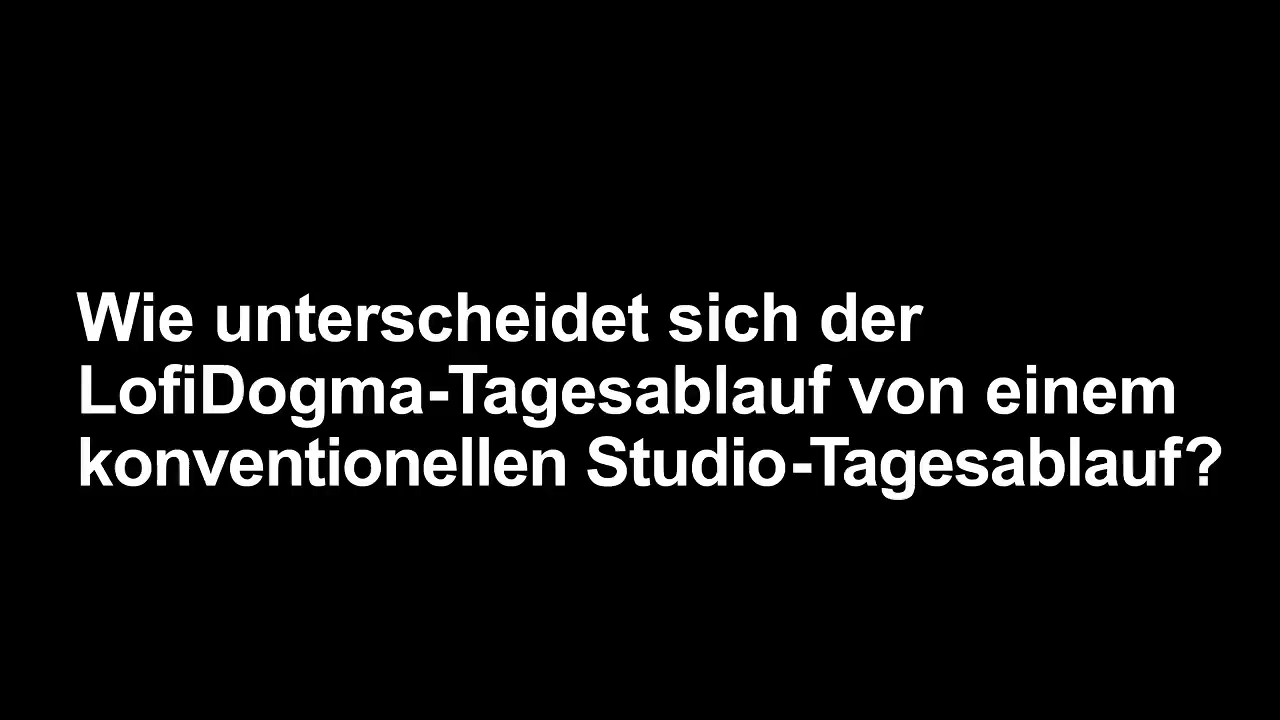 Wie unterscheidet sich der
LofiDogma-Tagesablauf von einem
konventionellen Studio-Tagesablauf?